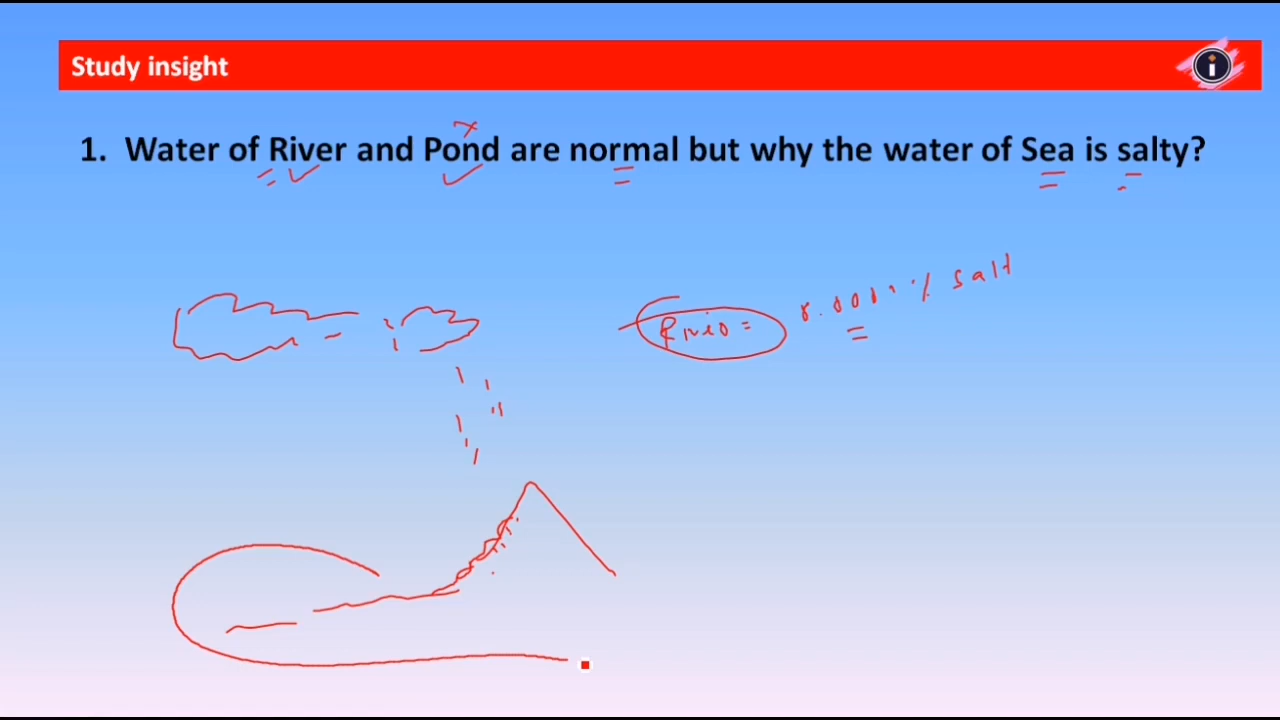 Study insight
i
1. Water of River and Pond are normal but why the water of Sea is salty?
% salt